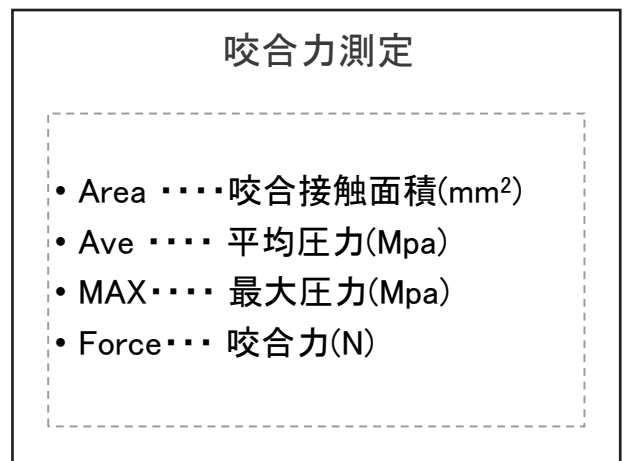 咬合力測定
• Area ････咬合接触面積(mm²)
• Ave ････ 平均圧力(Mpa)
• MAX････ 最大圧力(Mpa)
• Force･･･ 咬合力(N)